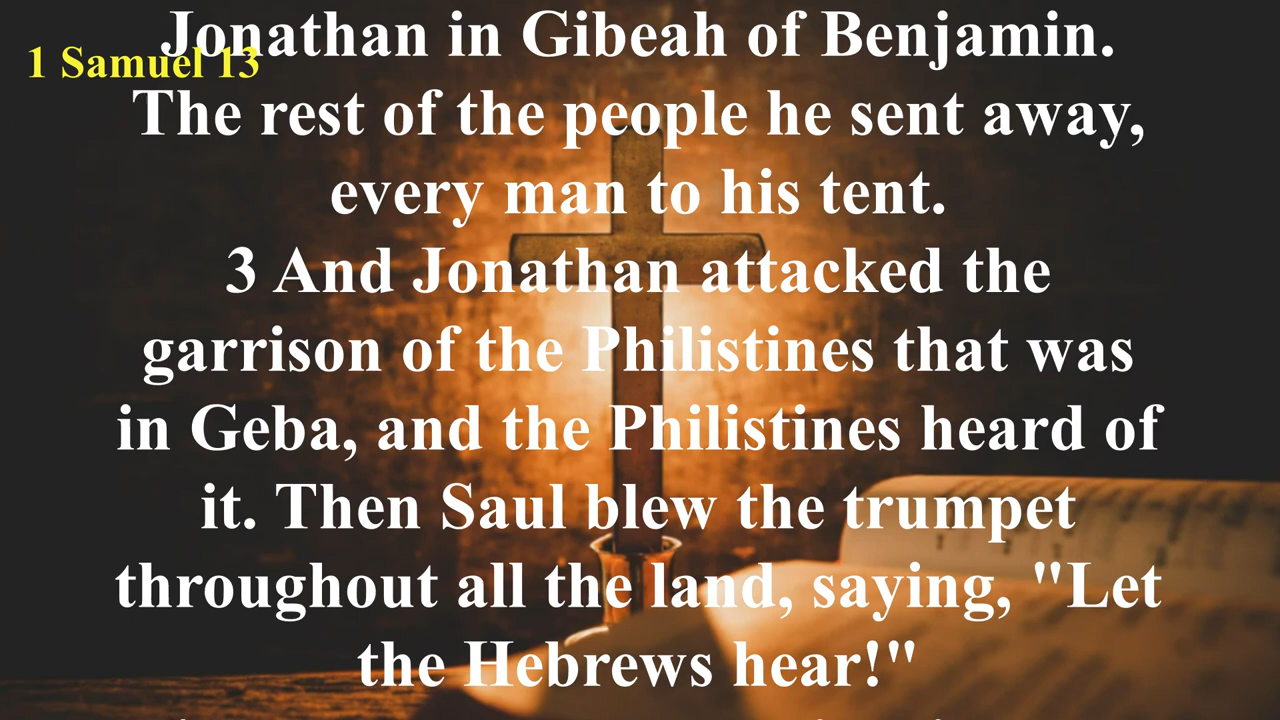 Jonathan in Gibeah of Benjamin.
1 Samuel 13
The rest of the people he sent away,
every man to his tent.
3 And Jonathan attacked the
garrison of the Philistines that was
in Geba, and the Philistines heard of
it. Then Saul blew the trumpet
throughout all the land, saying, "Let
the Hebrews hear!"